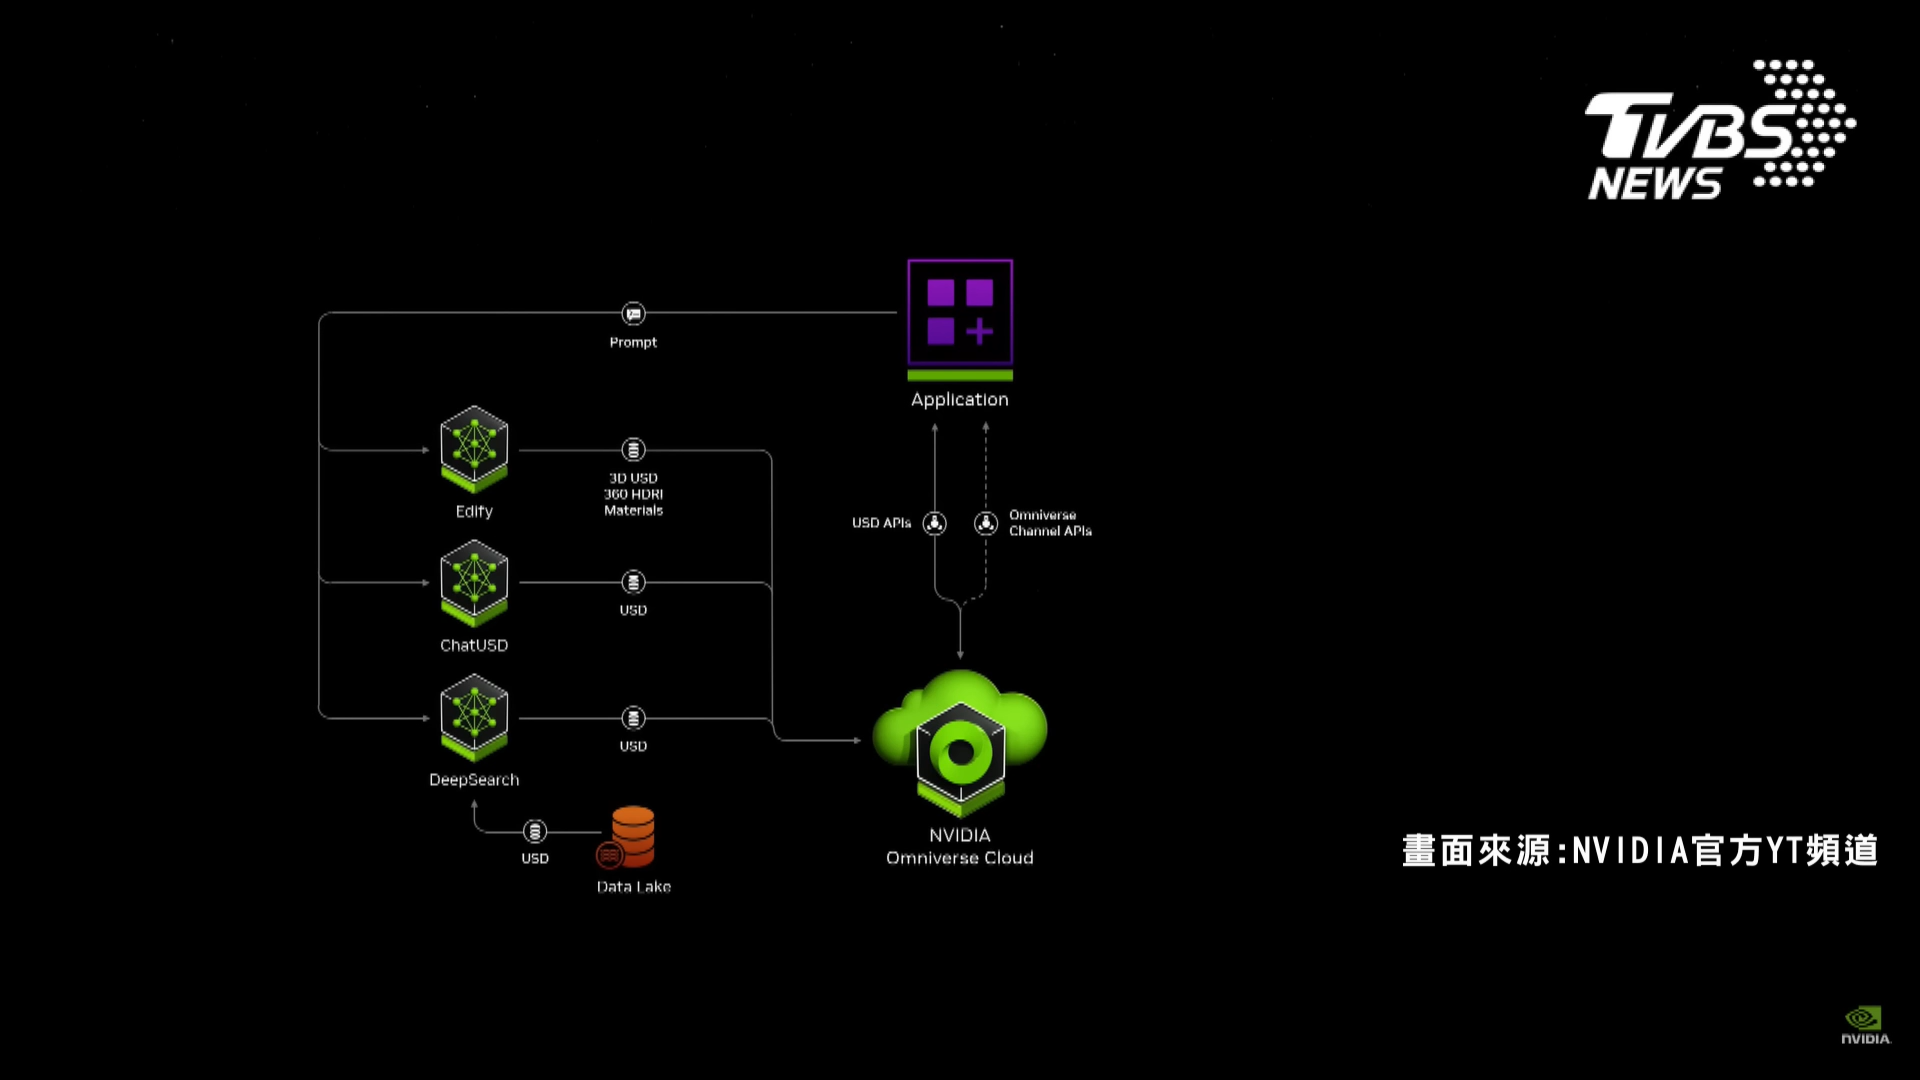 TVBS
NEWS
Prompt
Application
Edify
3D USD
360 HDRI
Materials
USD APIs
Omniverse
Channel APIs
ChatUSD
USD
DeepSearch
USD
USD
Data Lake
NVIDIA
Omniverse Cloud
畫面來源:NVIDIA官方YT頻道
NVIDIA